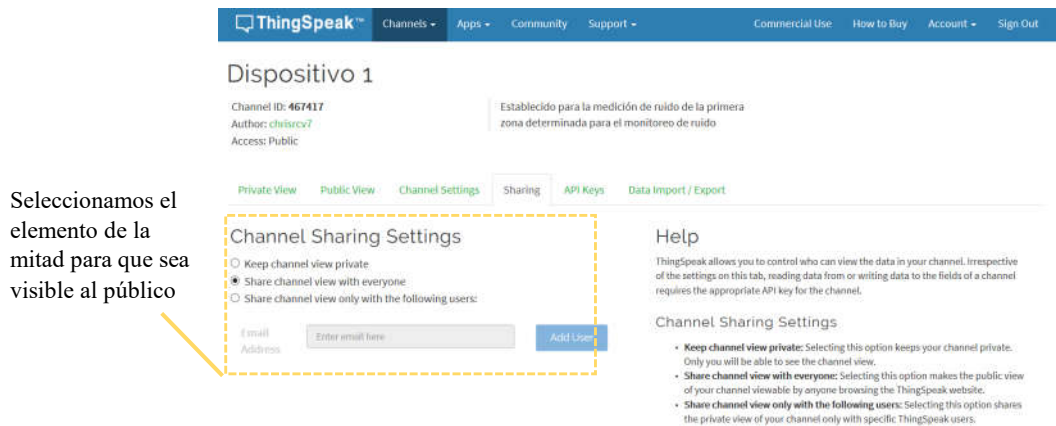 ThingSpeak™ Channels Apps Community Support Commercial Use How to Buy Account Sign Out
Dispositivo 1
Channel ID: 467417
Author: chrisrcv7
Access: Public
Establecido para la medición de ruido de la primera
zona determinada para el monitoreo de ruido
Private View Public View Channel Settings Sharing API Keys Data Import / Export
Seleccionamos el
elemento de la
mitad para que sea
visible al público
Channel Sharing Settings
Keep channel view private
Share channel view with everyone
Share channel view only with the following users:
Email
Address
Enter email here
Add User
Help
ThingSpeak allows you to control who can view the data in your channel. Irrespective
of the settings on this tab, reading data from or writing data to the fields of a channel
requires the appropriate API key for the channel.
Channel Sharing Settings
• Keep channel view private: Selecting this option keeps your channel private.
Only you will be able to see the channel view.
• Share channel view with everyone: Selecting this option makes the public view
of your channel viewable by anyone browsing the ThingSpeak website.
• Share channel view only with the following users: Selecting this option shares
the private view of your channel only with specific ThingSpeak users.